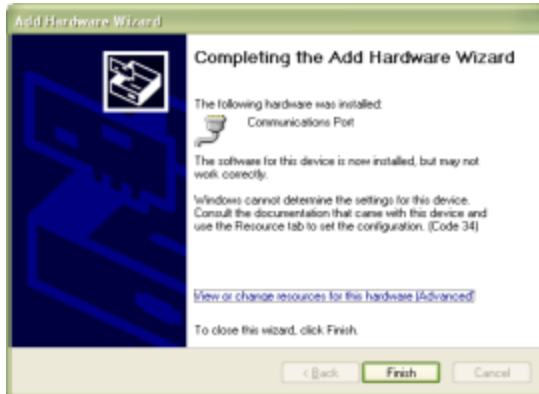 Add Hardware Wizard
Completing the Add Hardware Wizard
The following hardware was installed:
Communications Port
The software for this device is now installed, but may not
work correctly.
Windows cannot determine the settings for this device.
Consult the documentation that came with this device and
use the Resource tab to set the configuration. (Code 34)
View or change resources for this hardware (Advanced)
To close this wizard, click Finish.
< Back Finish Cancel